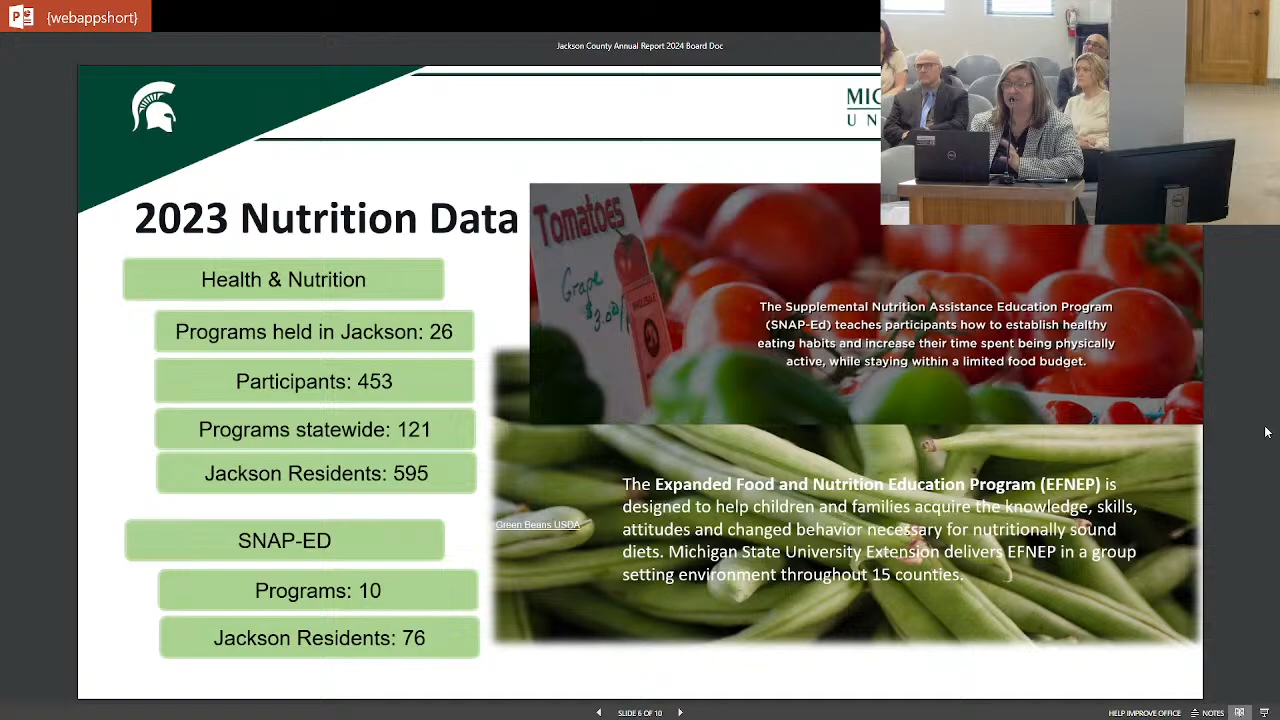 {webappshort}
Jackson County Annual Report 2024 Board Doc
2023 Nutrition Data
Health & Nutrition
Programs held in Jackson: 26
Participants: 453
Programs statewide: 121
Jackson Residents: 595
SNAP-ED
Programs: 10
Jackson Residents: 76
Tomatoes
Grape
$3.00/
The Supplemental Nutrition Assistance Education Program
(SNAP-Ed) teaches participants how to establish healthy
eating habits and increase their time spent being physically
active, while staying within a limited food budget.
Green Beans USDA
The Expanded Food and Nutrition Education Program (EFNEP) is
designed to help children and families acquire the knowledge, skills,
attitudes and changed behavior necessary for nutritionally sound
diets. Michigan State University Extension delivers EFNEP in a group
setting environment throughout 15 counties.
SLIDE 6 OF 10
HELP IMPROVE OFFICE
NOTES